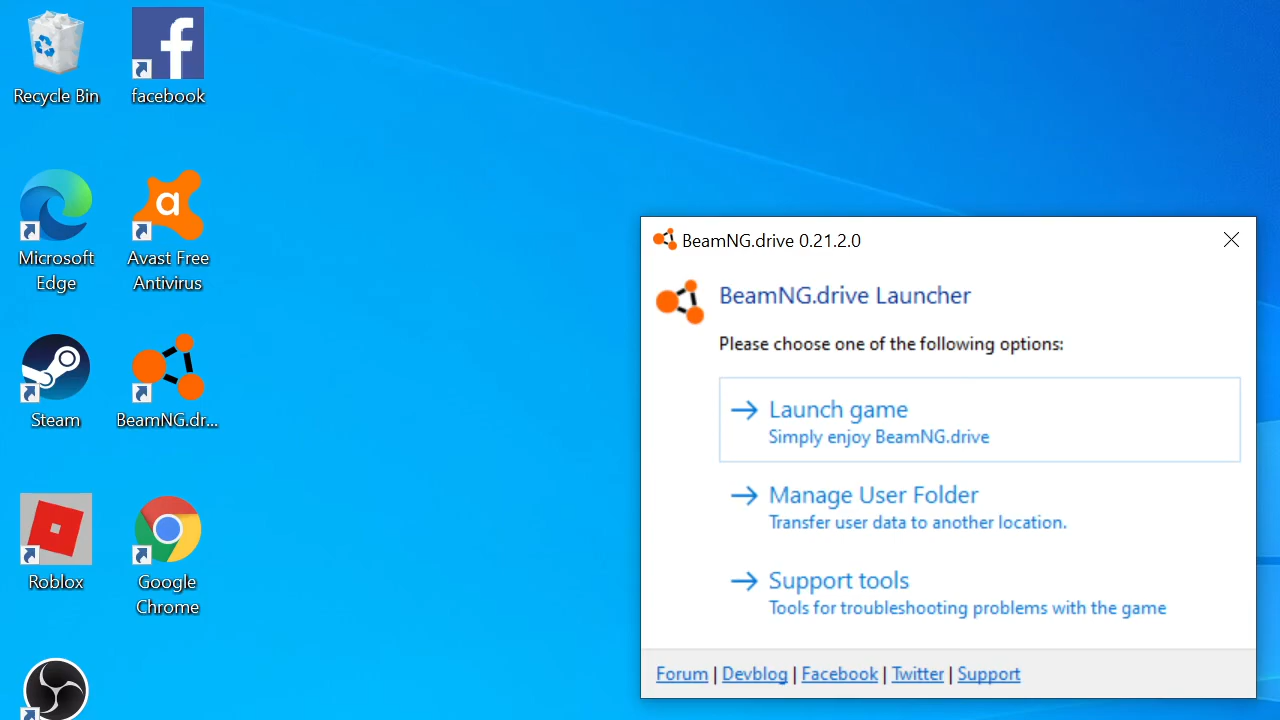 Recycle Bin
facebook
Microsoft
Edge
Avast Free
Antivirus
Steam
BeamNG.dr...
Roblox
Google
Chrome
BeamNG.drive 0.21.2.0
BeamNG.drive Launcher
Please choose one of the following options:
Launch game
Simply enjoy BeamNG.drive
Manage User Folder
Transfer user data to another location.
Support tools
Tools for troubleshooting problems with the game
Forum | Devblog | Facebook | Twitter | Support